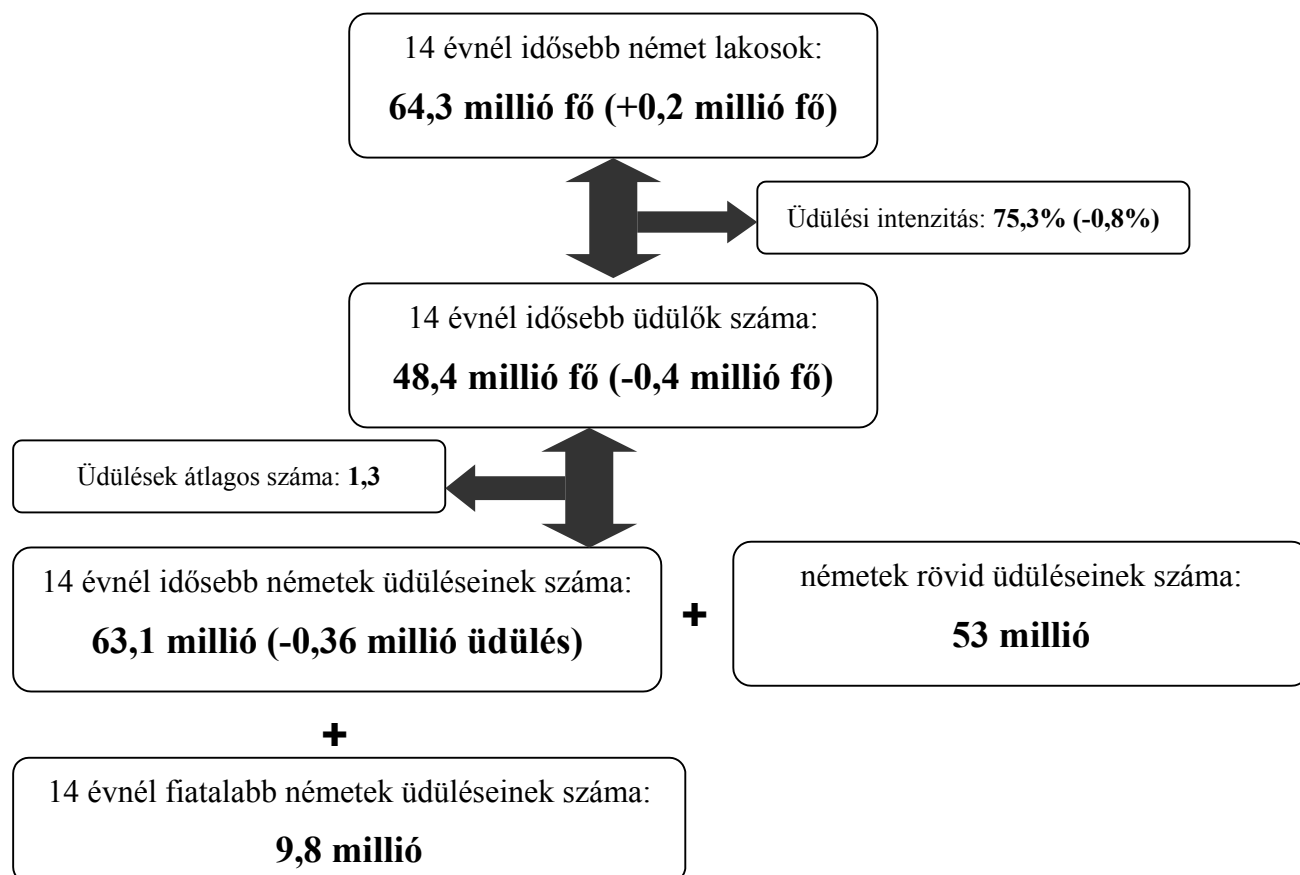 14 évnél idősebb német lakosok:
64,3 millió fő (+0,2 millió fő)
Üdülési intenzitás: 75,3% (-0,8%)
14 évnél idősebb üdülők száma:
48,4 millió fő (-0,4 millió fő)
Üdülések átlagos száma: 1,3
14 évnél idősebb németek üdüléseinek száma:
63,1 millió (-0,36 millió üdülés)
+
németek rövid üdüléseinek száma:
53 millió
+
14 évnél fiatalabb németek üdüléseinek száma:
9,8 millió